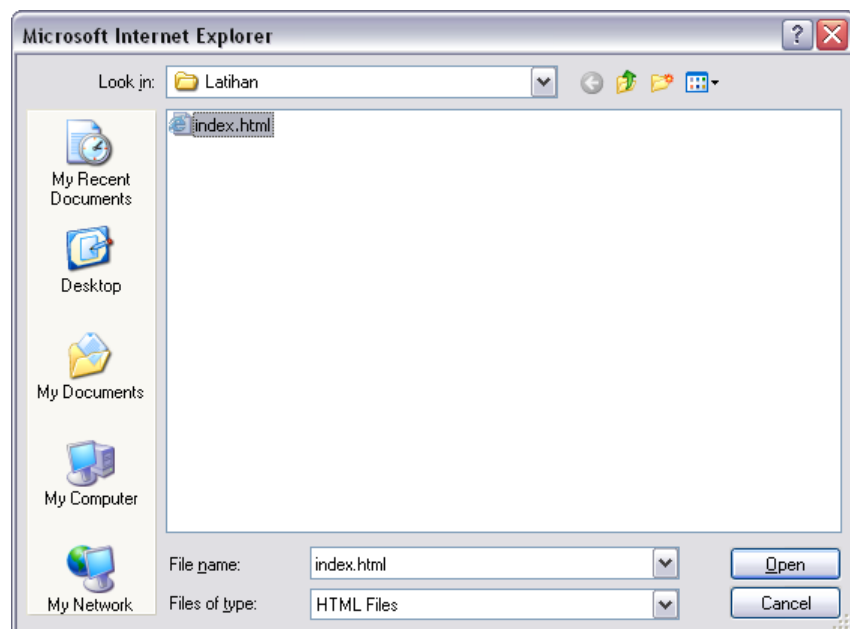 Microsoft Internet Explorer
Look in:
Latihan
index.html
My Recent
Documents
Desktop
My Documents
My Computer
My Network
File name:
index.html
Open
Files of type:
HTML Files
Cancel